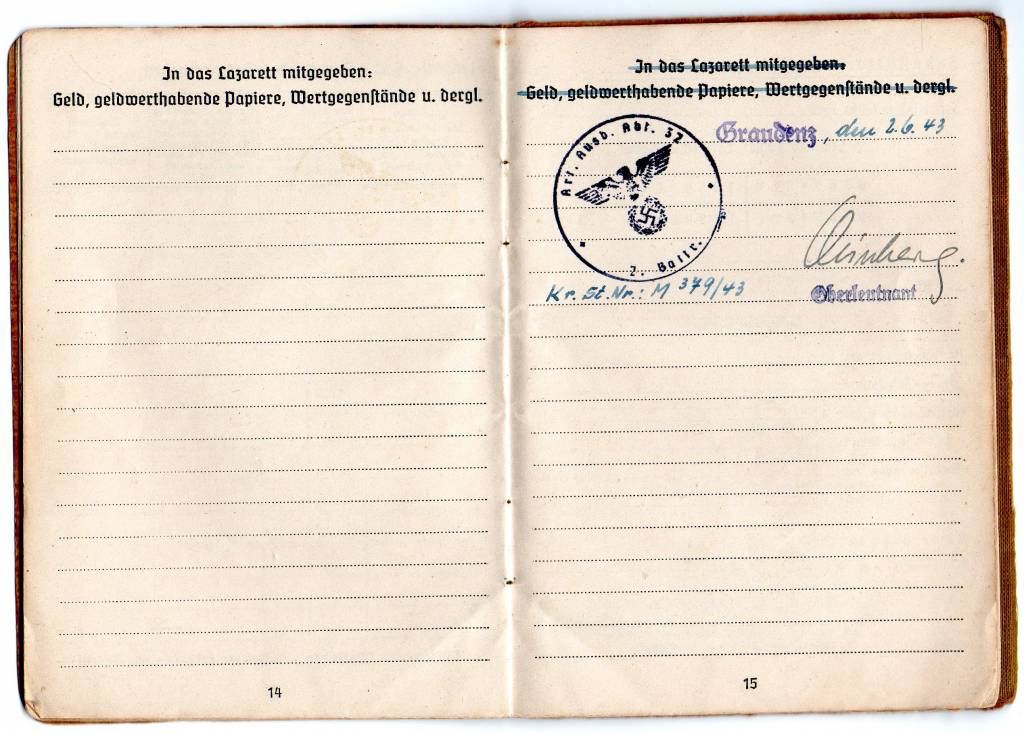 In das Lazarett mitgegeben:
Geld, geldwerthabende Papiere, Wertgegenstände u. dergl.
14
In das Lazarett mitgegeben:
Geld, geldwerthabende Papiere, Wertgegenstände u. dergl.
Graudenz, den 2.6.43
Art. Ausb. Abt. 37
2. Battr.
Kr. St. Nr.: M 379/43
Oberleutnant
15